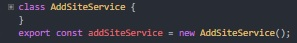 class AddSiteService {
}
export const addSiteService = new AddSiteService();